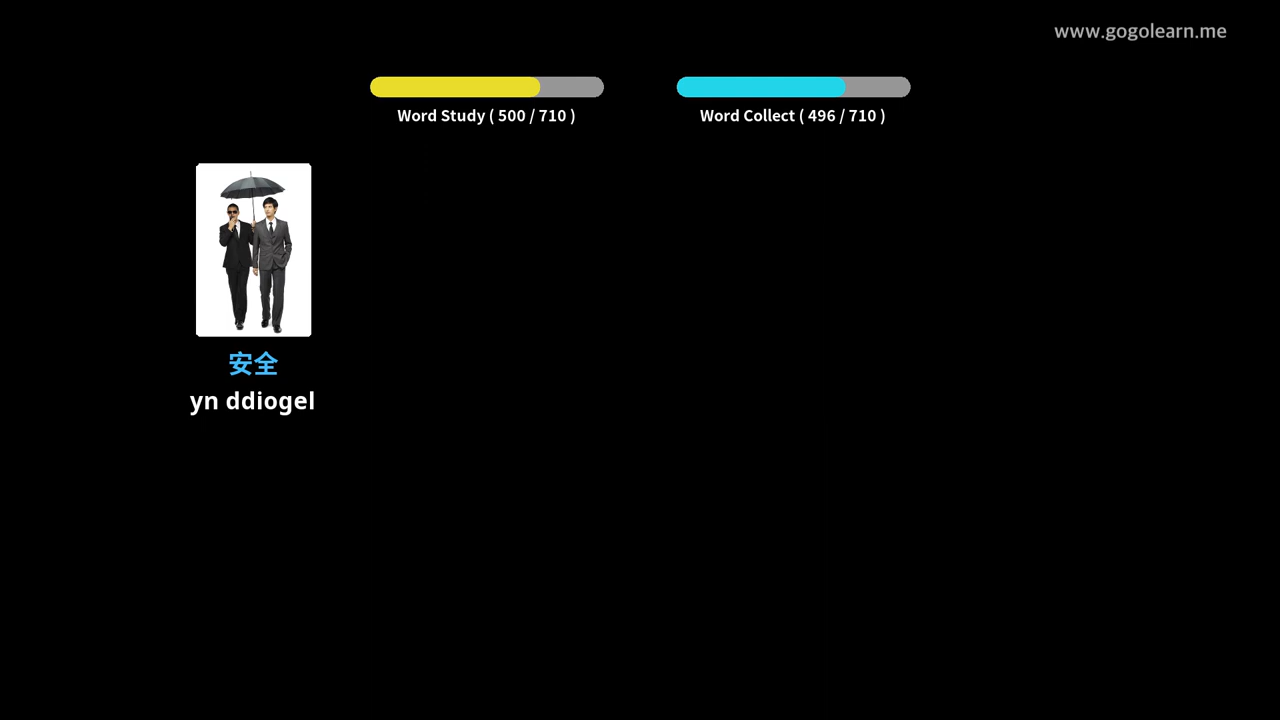 www.gogolearn.me
Word Study ( 500 / 710 )
Word Collect ( 496 / 710 )
安全
yn ddiogel